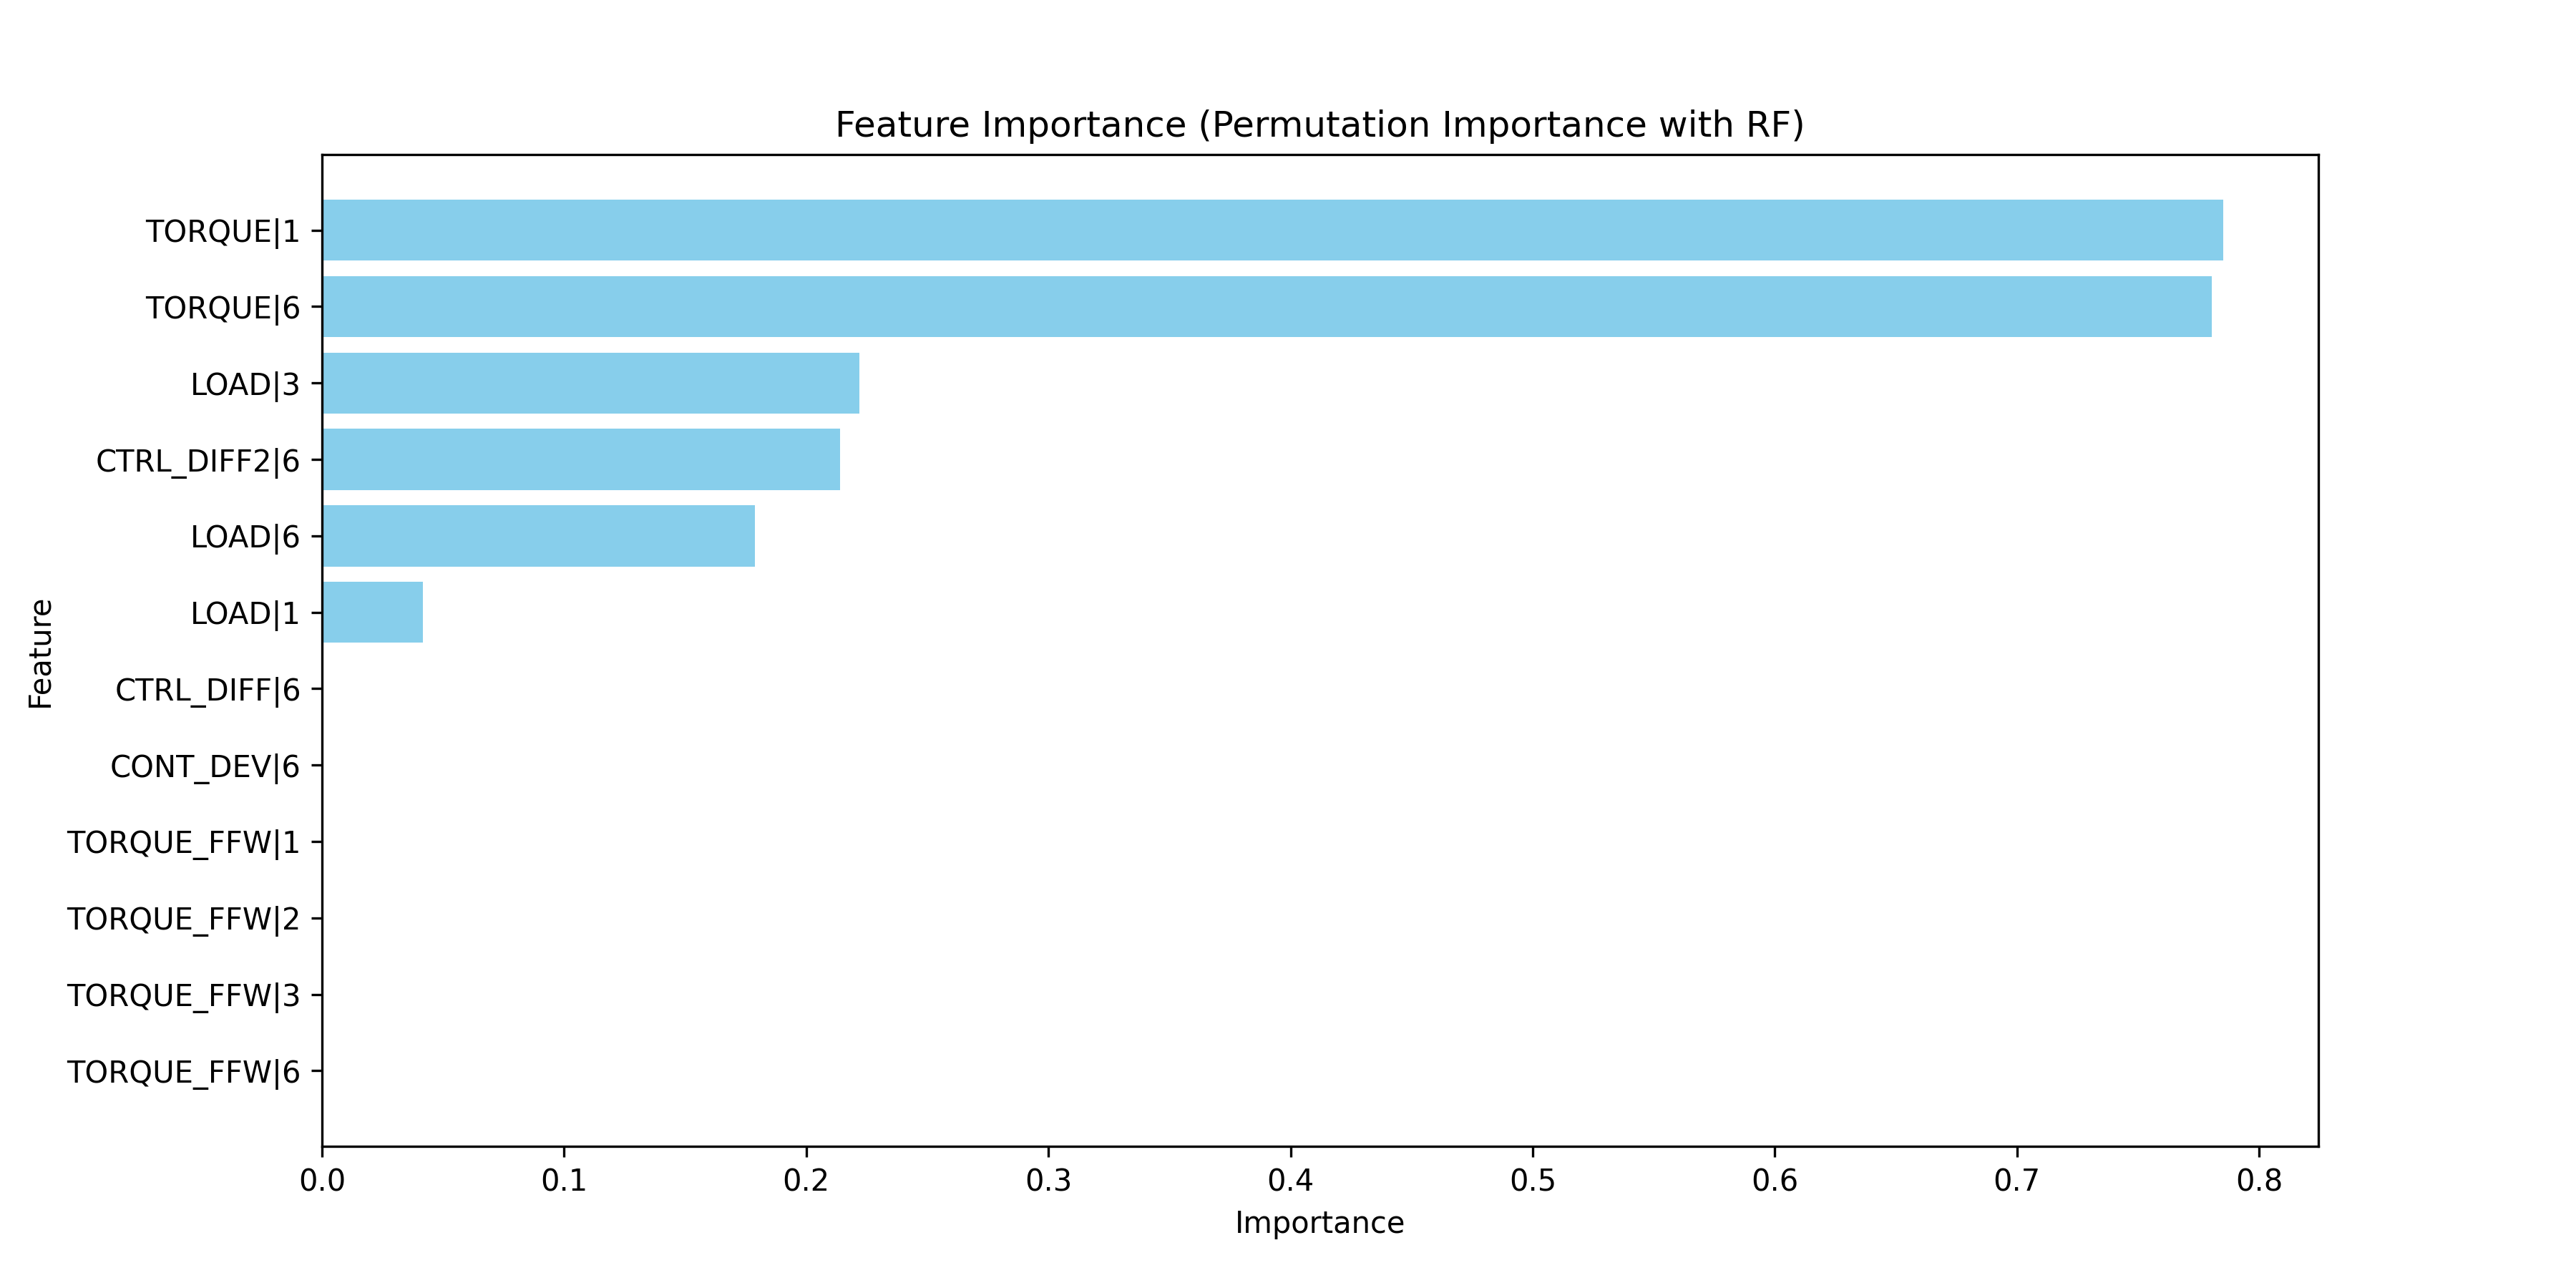 Feature Importance (Permutation Importance with RF)
TORQUE|1
TORQUE|6
LOAD|3
CTRL_DIFF2|6
LOAD|6
LOAD|1
CTRL_DIFF|6
CONT_DEV|6
TORQUE_FFW|1
TORQUE_FFW|2
TORQUE_FFW|3
TORQUE_FFW|6
Feature
0.0 0.1 0.2 0.3 0.4 0.5 0.6 0.7 0.8
Importance